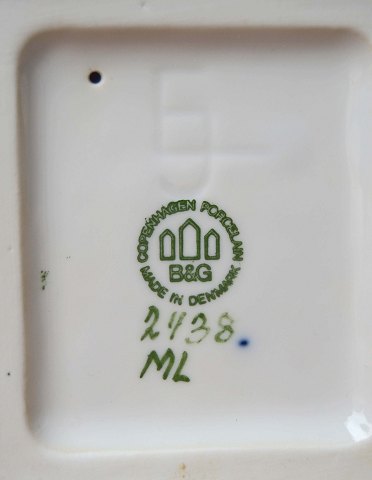 COPENHAGEN PORCELAIN
B&G
MADE IN DENMARK
2438.
ML